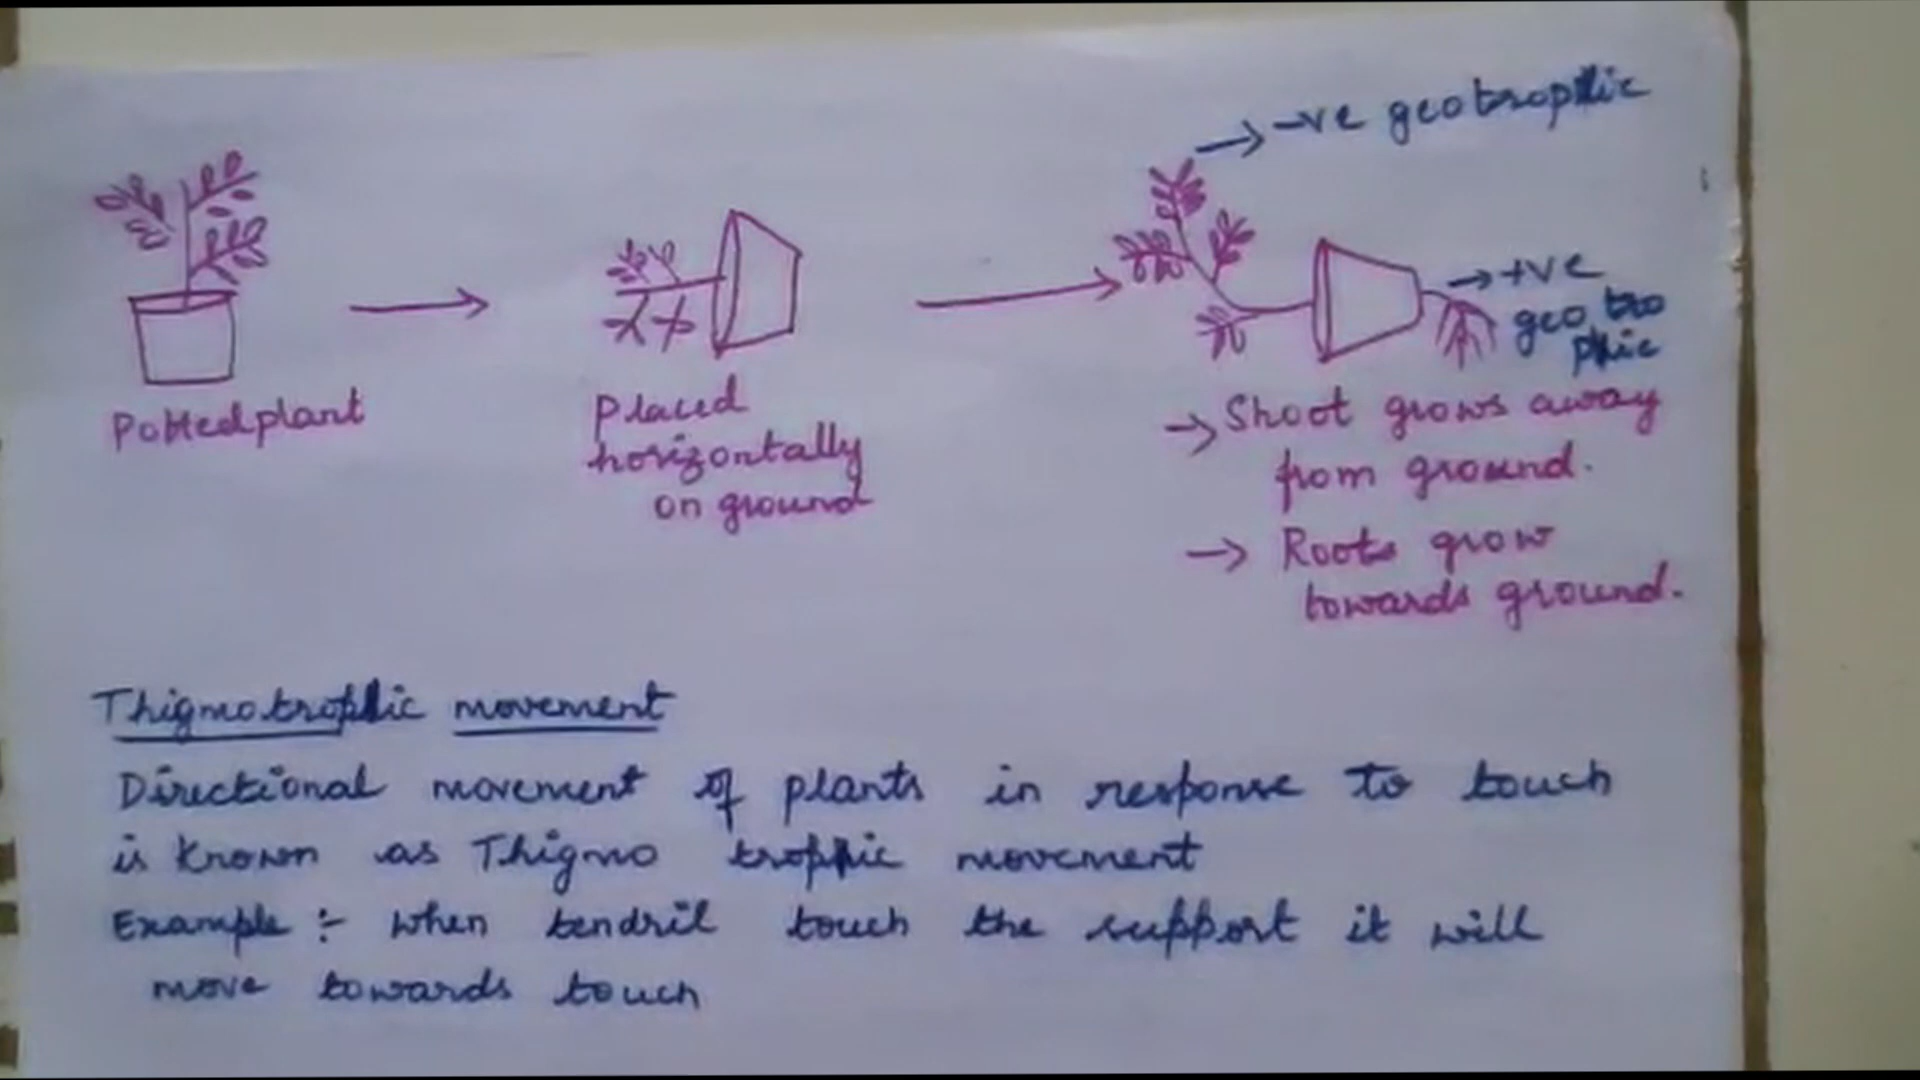 -ve geotrophic
+ve
geo tro
phic
Potted plant
Placed
horizontally
on ground
→ Shoot grows away
from ground.
→ Roots grow
towards ground.
Thigmotrophic movement
Directional movement of plants in response to touch
is known as Thigmo trophic movement
Example :- when tendril touch the support it will
move towards touch